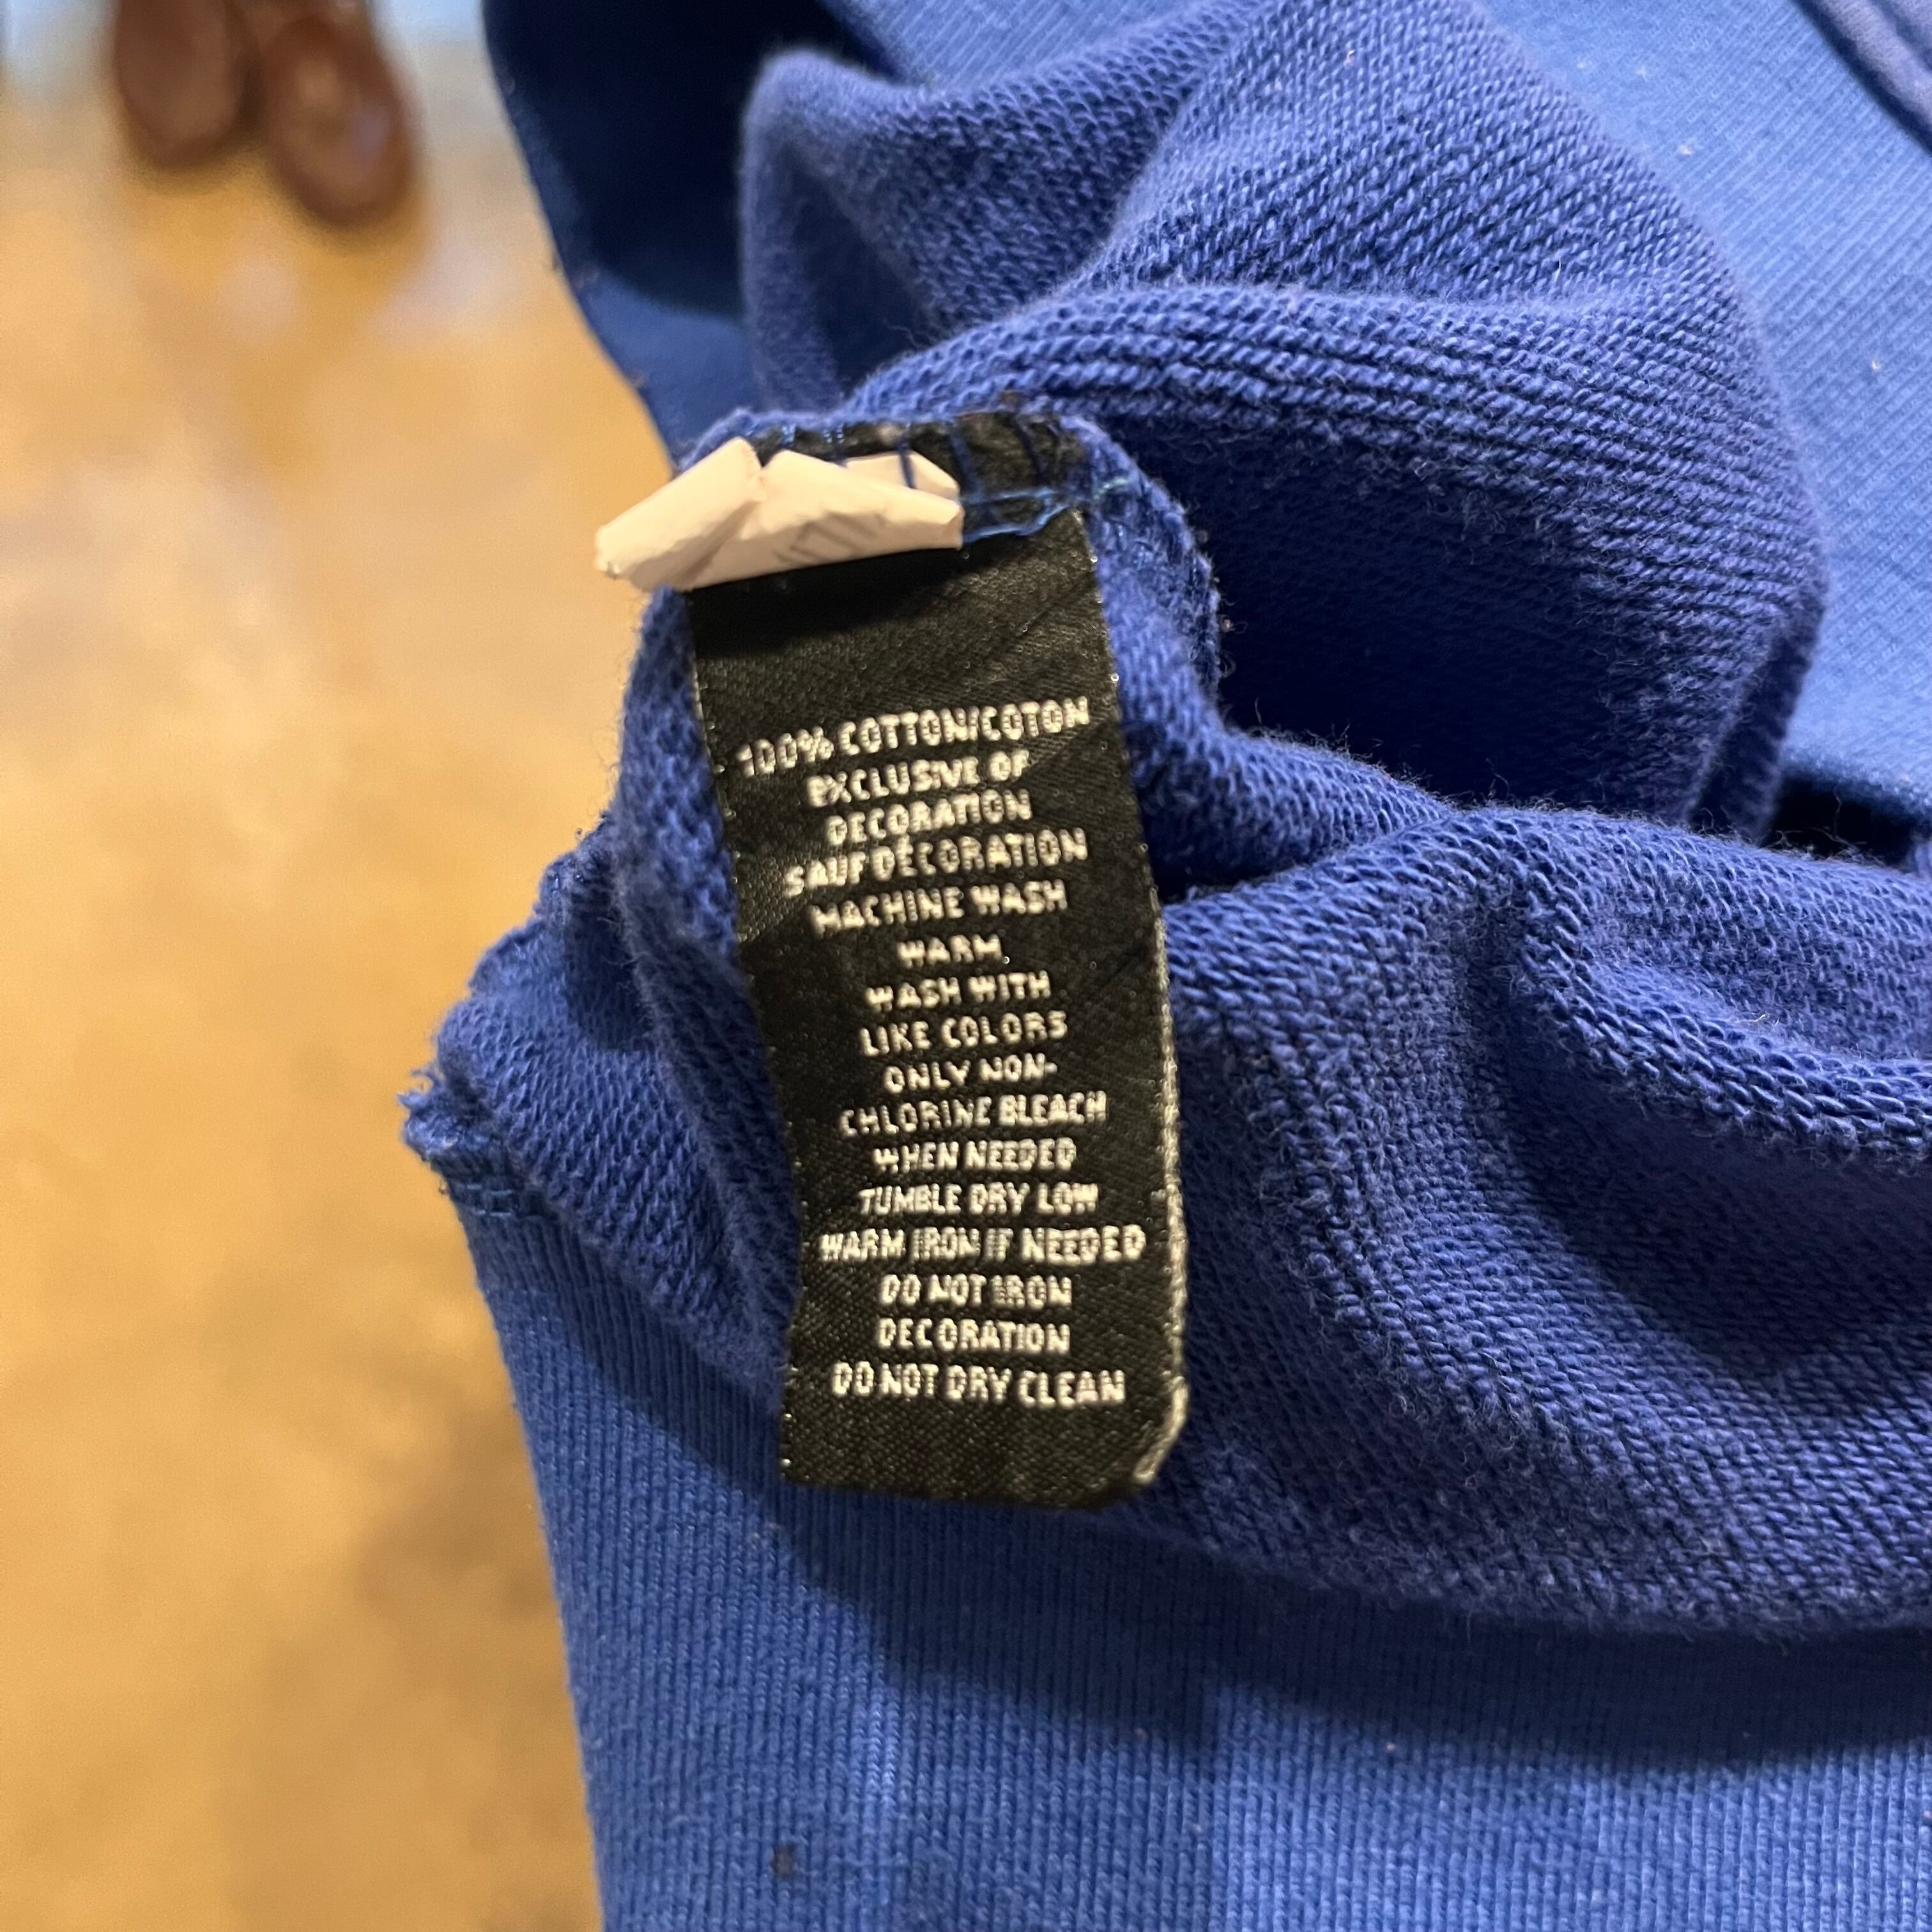 100% COTTON/COTON
EXCLUSIVE OF
DECORATION
SAUF DÉCORATION
MACHINE WASH
WARM
WASH WITH
LIKE COLORS
ONLY NON-
CHLORINE BLEACH
WHEN NEEDED
TUMBLE DRY LOW
WARM IRON IF NEEDED
DO NOT IRON
DECORATION
DO NOT DRY CLEAN